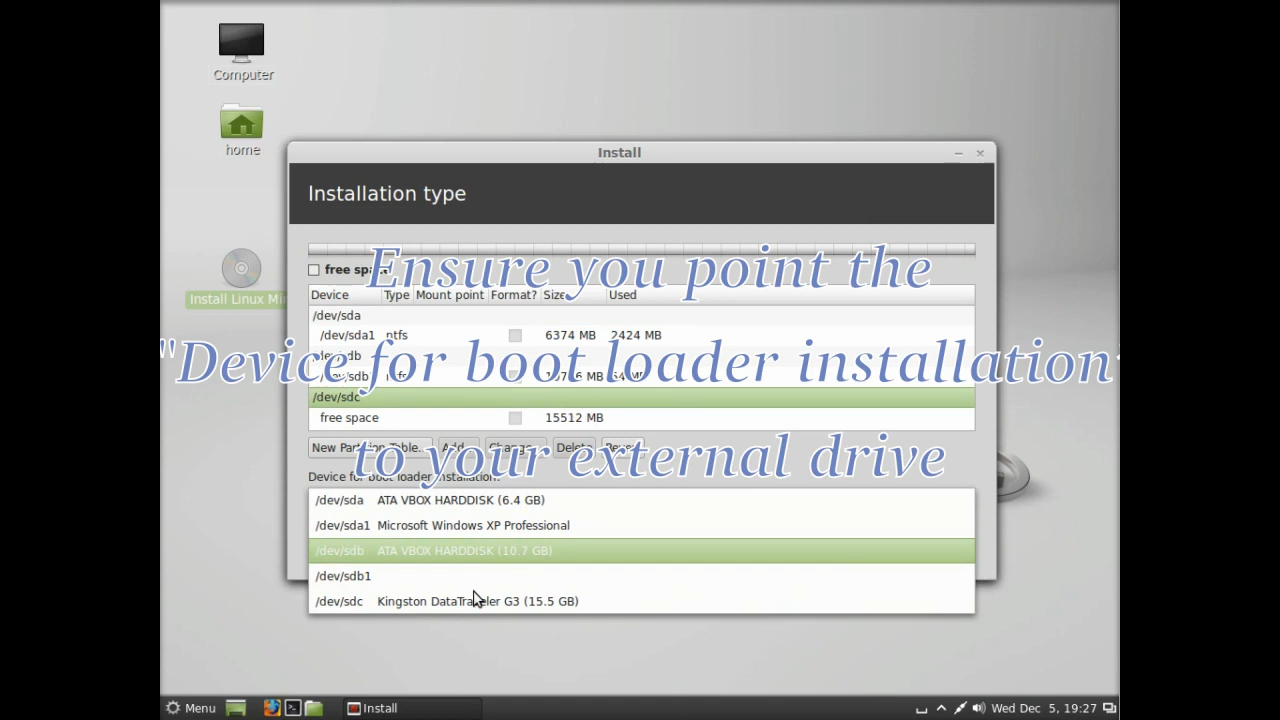 Computer
home
Install Linux Mi
Install
Installation type
Ensure you point the
"Device for boot loader installation"
to your external drive
free space
Device Type Mount point Format? Size Used
/dev/sda
/dev/sda1 ntfs 6374 MB 2424 MB
/dev/sdb
/dev/sdc
free space 15512 MB
New Partition Table... Add... Change... Delete Revert
Device for boot loader installation:
/dev/sda ATA VBOX HARDDISK (6.4 GB)
/dev/sda1 Microsoft Windows XP Professional
/dev/sdb ATA VBOX HARDDISK (10.7 GB)
/dev/sdb1
/dev/sdc Kingston DataTraveler G3 (15.5 GB)
Menu
Install
Wed Dec 5, 19:27